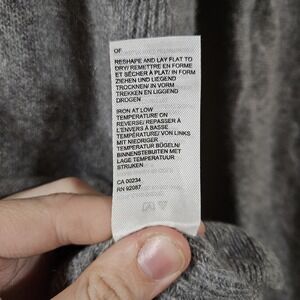 OF
RESHAPE AND LAY FLAT TO
DRY/ REMETTRE EN FORME
ET SÉCHER À PLAT/ IN FORM
ZIEHEN UND LIEGEND
TROCKNEN/ IN VORM
TREKKEN EN LIGGEND
DROGEN
IRON AT LOW
TEMPERATURE ON
REVERSE/ REPASSER À
L'ENVERS À BASSE
TEMPÉRATURE/ VON LINKS
MIT NIEDRIGER
TEMPERATUR BÜGELN/
BINNENSTEBUITEN MET
LAGE TEMPERATUUR
STRIJKEN
CA 00234
RN 92087